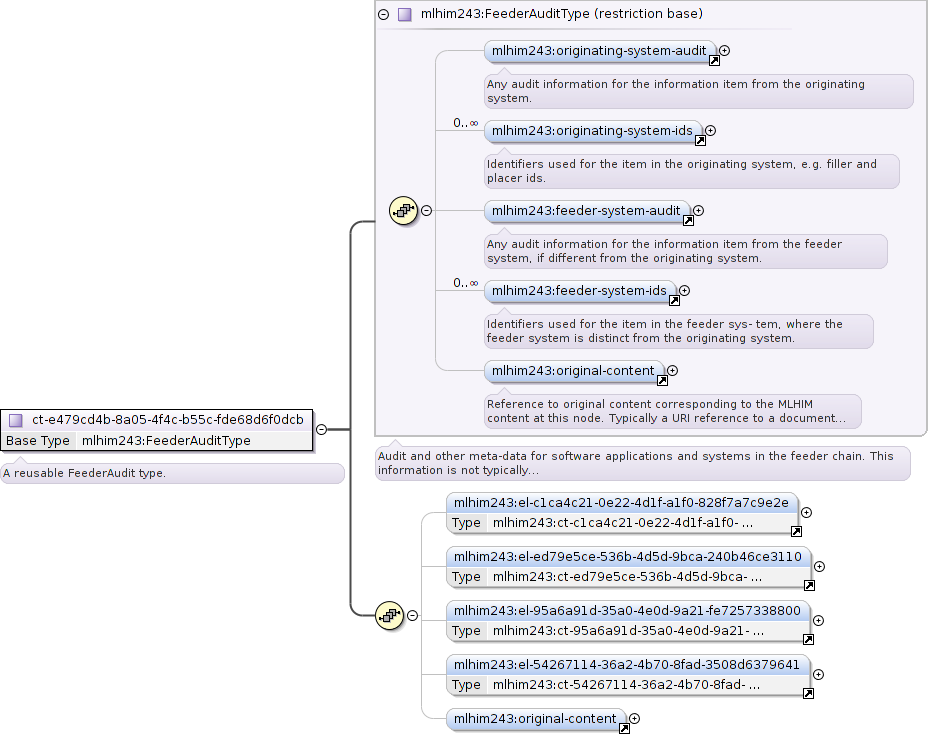 mlhim243:FeederAuditType (restriction base)
mlhim243:originating-system-audit
Any audit information for the information item from the originating
system.
0..∞
mlhim243:originating-system-ids
Identifiers used for the item in the originating system, e.g. filler and
placer ids.
mlhim243:feeder-system-audit
Any audit information for the information item from the feeder
system, if different from the originating system.
0..∞
mlhim243:feeder-system-ids
Identifiers used for the item in the feeder sys- tem, where the
feeder system is distinct from the originating system.
mlhim243:original-content
Reference to original content corresponding to the MLHIM
content at this node. Typically a URI reference to a document...
ct-e479cd4b-8a05-4f4c-b55c-fde68d6f0dcb
Base Type mlhim243:FeederAuditType
A reusable FeederAudit type.
Audit and other meta-data for software applications and systems in the feeder chain. This
information is not typically...
mlhim243:el-c1ca4c21-0e22-4d1f-a1f0-828f7a7c9e2e
Type mlhim243:ct-c1ca4c21-0e22-4d1f-a1f0- ...
mlhim243:el-ed79e5ce-536b-4d5d-9bca-240b46ce3110
Type mlhim243:ct-ed79e5ce-536b-4d5d-9bca- ...
mlhim243:el-95a6a91d-35a0-4e0d-9a21-fe7257338800
Type mlhim243:ct-95a6a91d-35a0-4e0d-9a21- ...
mlhim243:el-54267114-36a2-4b70-8fad-3508d6379641
Type mlhim243:ct-54267114-36a2-4b70-8fad- ...
mlhim243:original-content